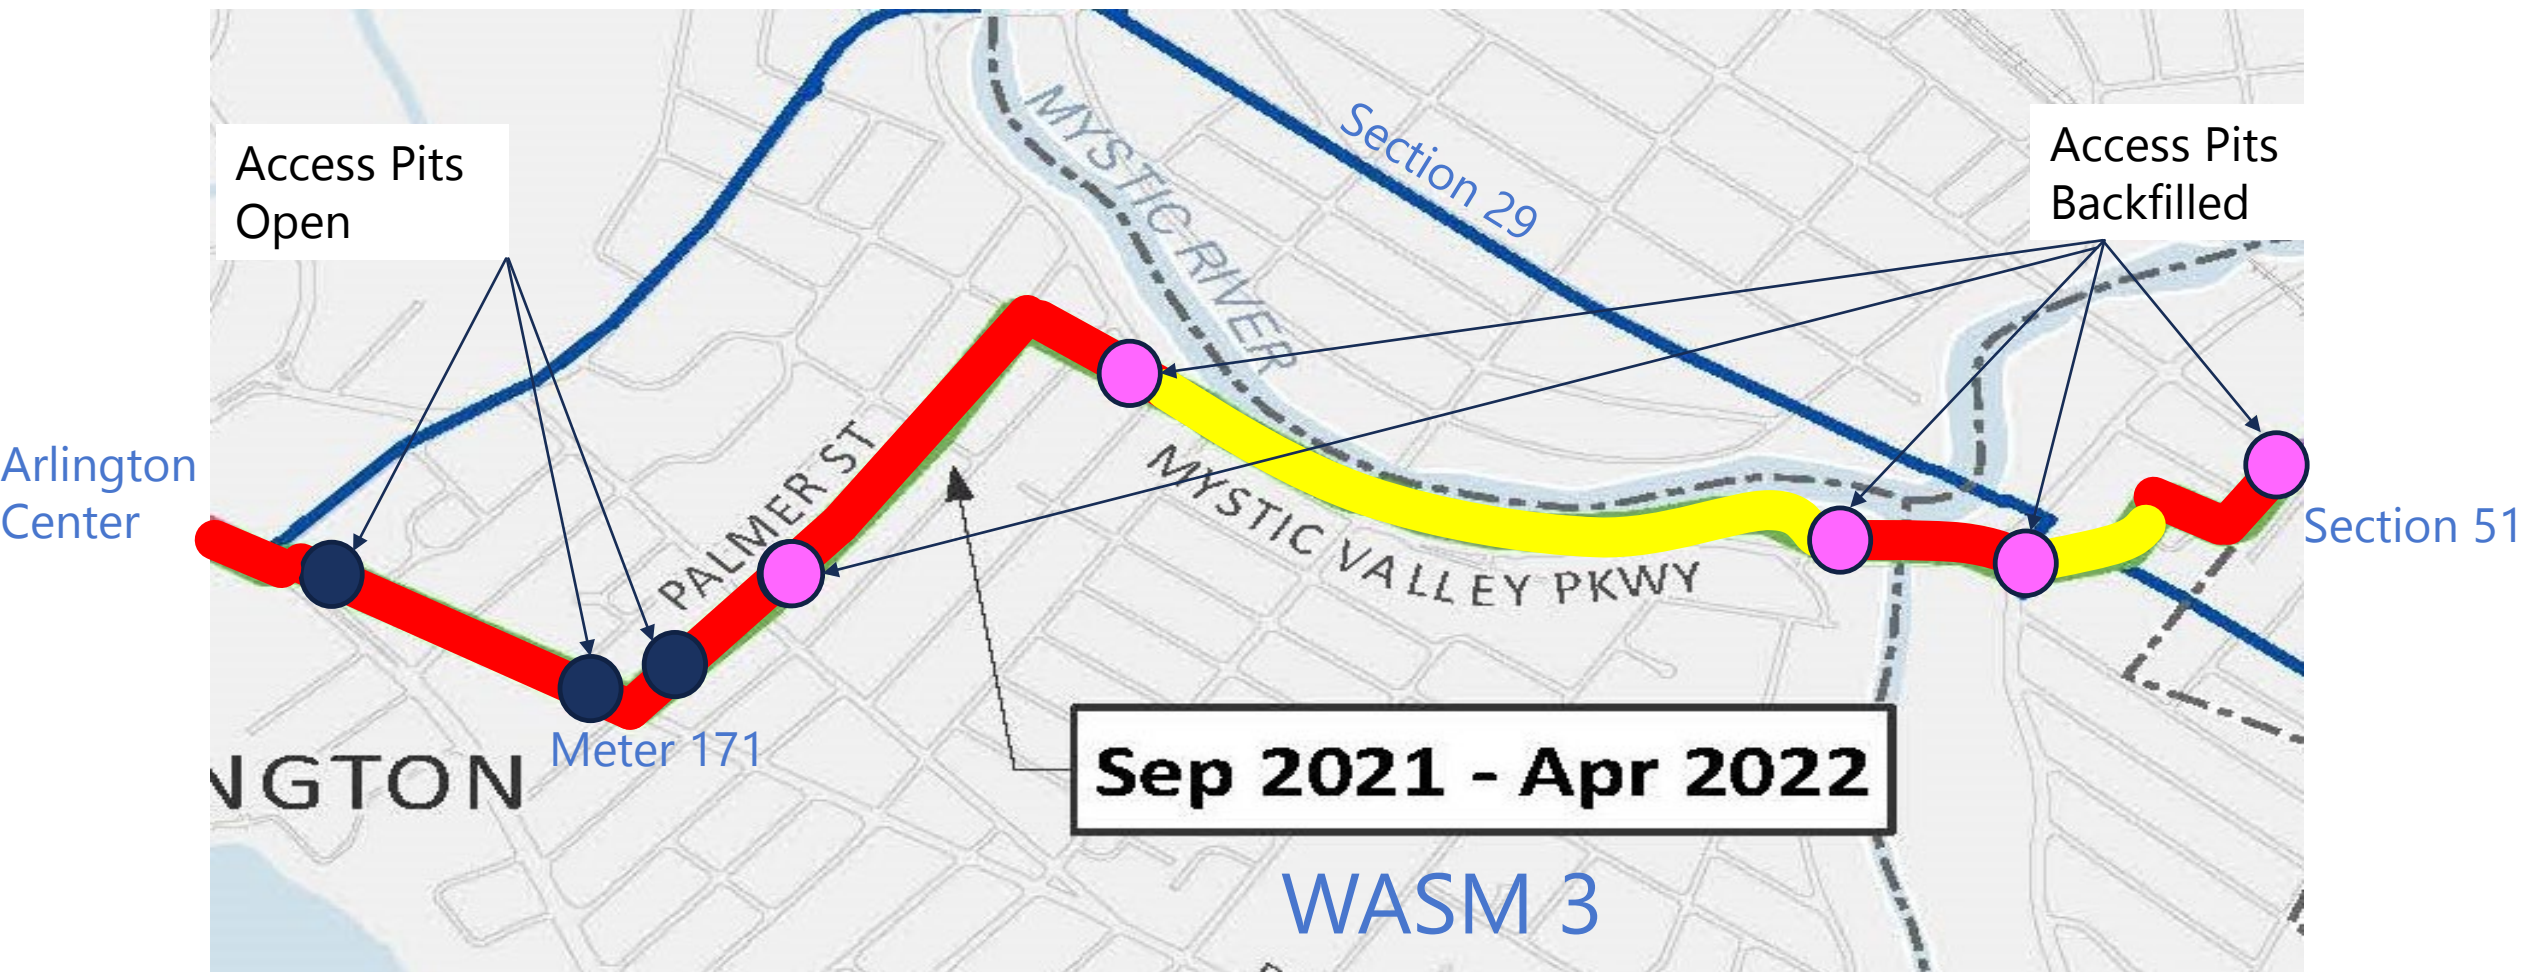 Access Pits
Open
MYSTIC RIVER
Section 29
Access Pits
Backfilled
Arlington
Center
PALMER ST
MYSTIC VALLEY PKWY
Section 51
Meter 171
NGTON
Sep 2021 - Apr 2022
WASM 3